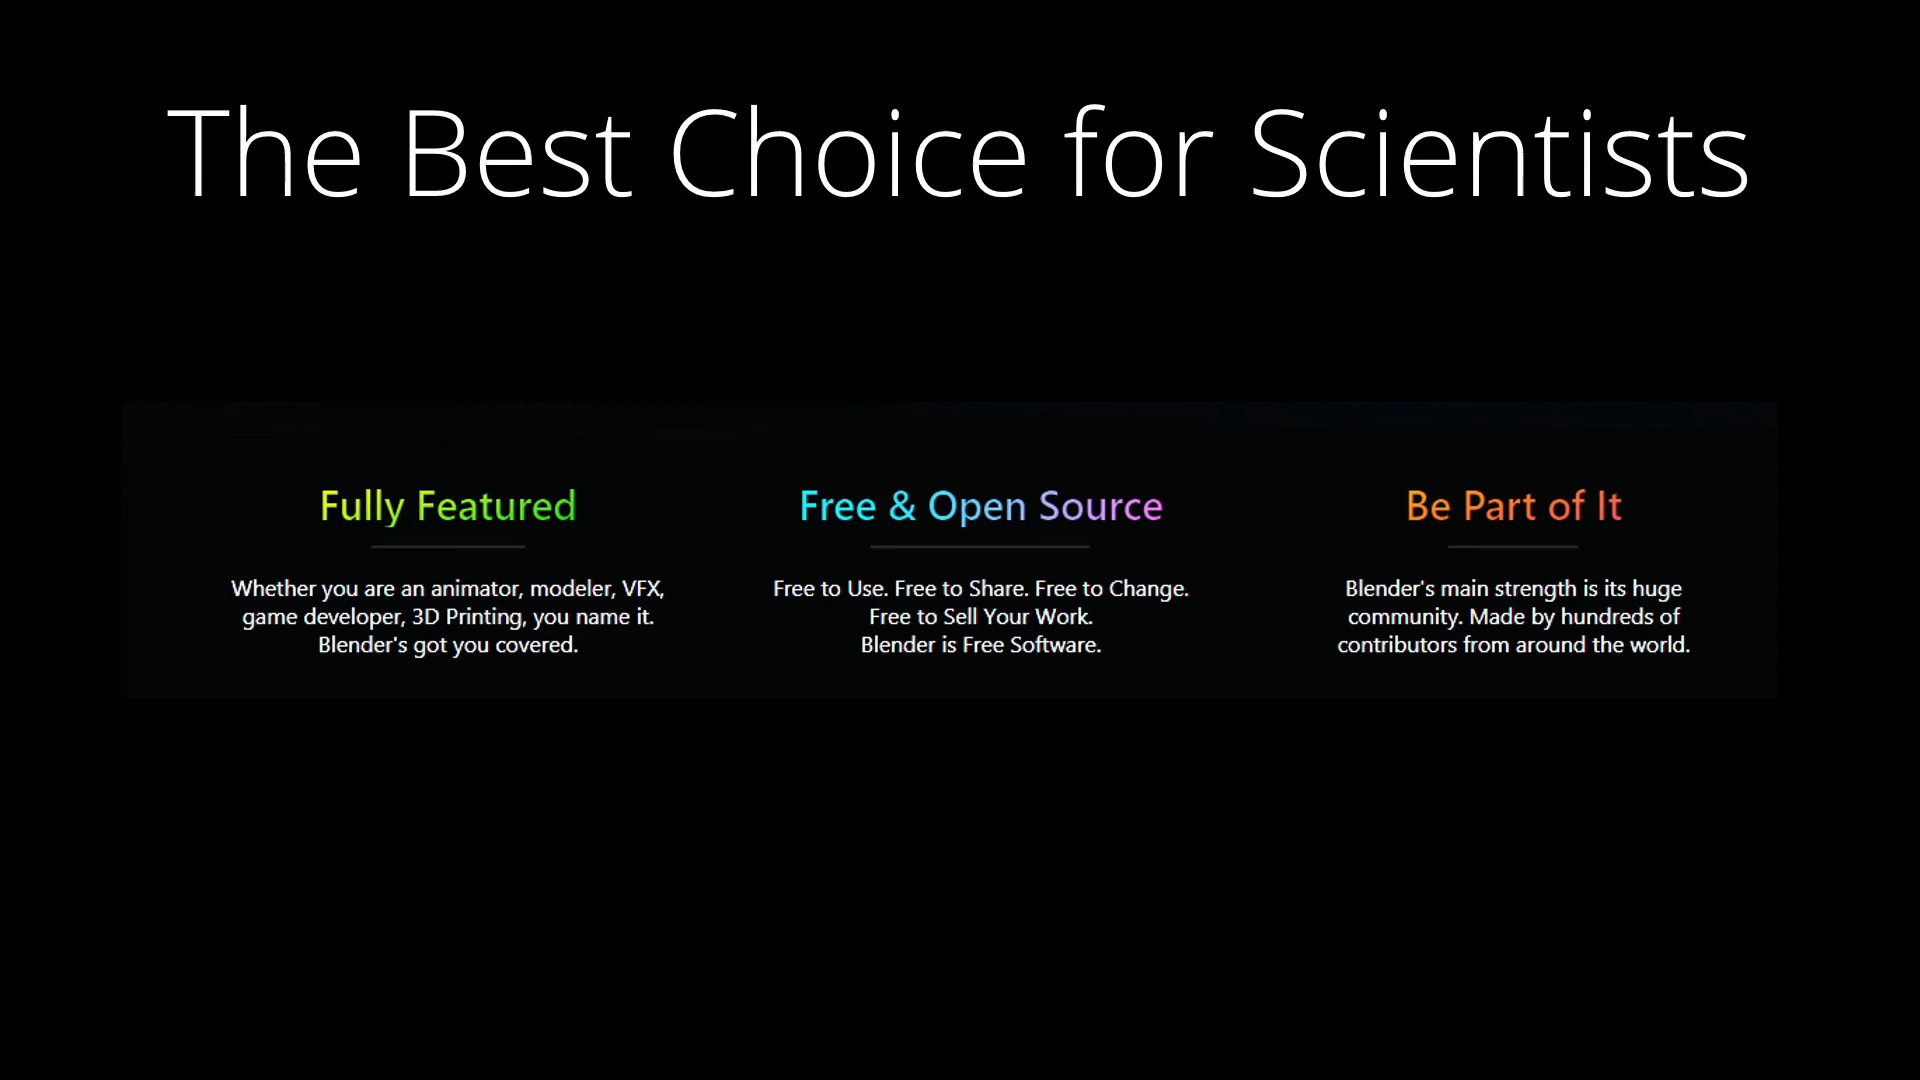 The Best Choice for Scientists
Fully Featured
Whether you are an animator, modeler, VFX,
game developer, 3D Printing, you name it.
Blender's got you covered.
Free & Open Source
Free to Use. Free to Share. Free to Change.
Free to Sell Your Work.
Blender is Free Software.
Be Part of It
Blender's main strength is its huge
community. Made by hundreds of
contributors from around the world.